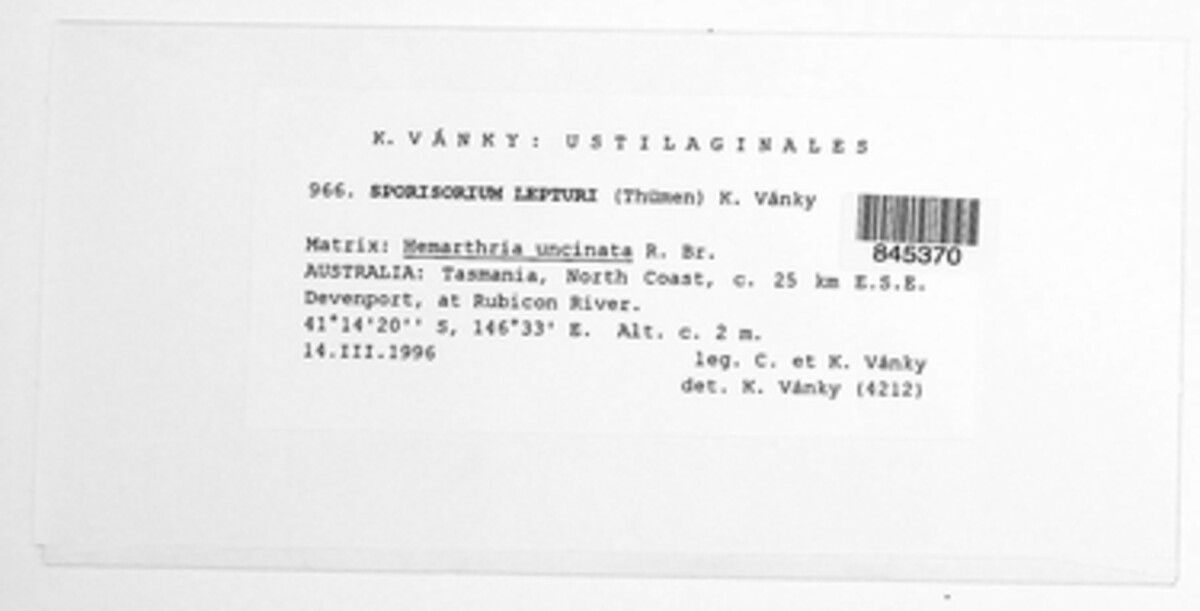 K. VÁNKY: USTILAGINALES
966. SPORISORIUM LEPTURI (Thümen) K. Vánky
845370
Matrix: Hemarthria uncinata R. Br.
AUSTRALIA: Tasmania, North Coast, c. 25 km E.S.E.
Devenport, at Rubicon River.
41°14'20'' S, 146°33' E. Alt. c. 2 m.
14.III.1996
leg. C. et K. Vánky
det. K. Vánky (4212)